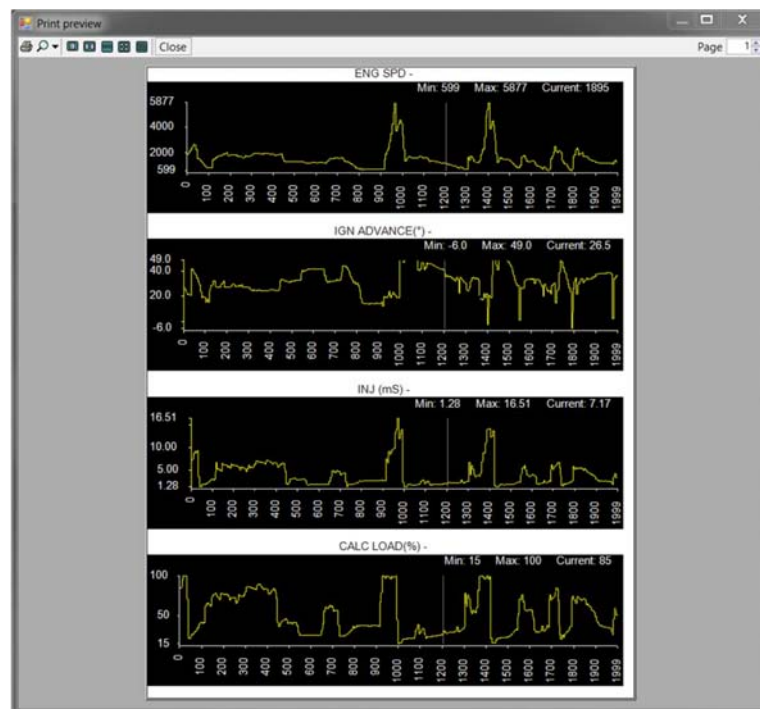 Print preview
Close
Page 1
ENG SPD -
Min: 599 Max: 5877 Current: 1895
5877
4000
2000
599
0 100 200 300 400 500 600 700 800 900 1000 1100 1200 1300 1400 1500 1600 1700 1800 1900 1999
IGN ADVANCE(°) -
Min: -6.0 Max: 49.0 Current: 26.5
49.0
40.0
20.0
-6.0
0 100 200 300 400 500 600 700 800 900 1000 1100 1200 1300 1400 1500 1600 1700 1800 1900 1999
INJ (mS) -
Min: 1.28 Max: 16.51 Current: 7.17
16.51
10.00
5.00
1.28
0 100 200 300 400 500 600 700 800 900 1000 1100 1200 1300 1400 1500 1600 1700 1800 1900 1999
CALC LOAD(%) -
Min: 15 Max: 100 Current: 85
100
50
15
0 100 200 300 400 500 600 700 800 900 1000 1100 1200 1300 1400 1500 1600 1700 1800 1900 1999